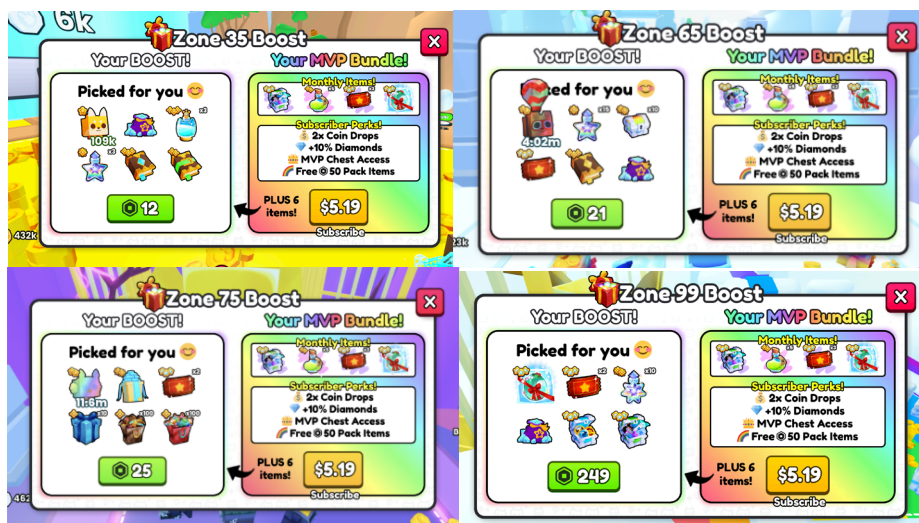 6k
Zone 35 Boost
X
Your BOOST!
Your MVP Bundle!
Picked for you
109k
x3
x3
12
Monthly Items!
Subscriber Perks!
2x Coin Drops
+10% Diamonds
MVP Chest Access
Free 50 Pack Items
PLUS 6
items!
$5.19
Subscribe
432k
Zone 65 Boost
X
Your BOOST!
Your MVP Bundle!
ked for you
4:02m
x15
x10
21
Monthly Items!
Subscriber Perks!
2x Coin Drops
+10% Diamonds
MVP Chest Access
Free 50 Pack Items
PLUS 6
items!
$5.19
Subscribe
23k
Zone 75 Boost
X
Your BOOST!
Your MVP Bundle!
Picked for you
11.6m
x2
x10
x100
x100
25
Monthly Items!
Subscriber Perks!
2x Coin Drops
+10% Diamonds
MVP Chest Access
Free 50 Pack Items
PLUS 6
items!
$5.19
Subscribe
462
Zone 99 Boost
X
Your BOOST!
Your MVP Bundle!
Picked for you
x2
x10
249
Monthly Items!
Subscriber Perks!
2x Coin Drops
+10% Diamonds
MVP Chest Access
Free 50 Pack Items
PLUS 6
items!
$5.19
Subscribe